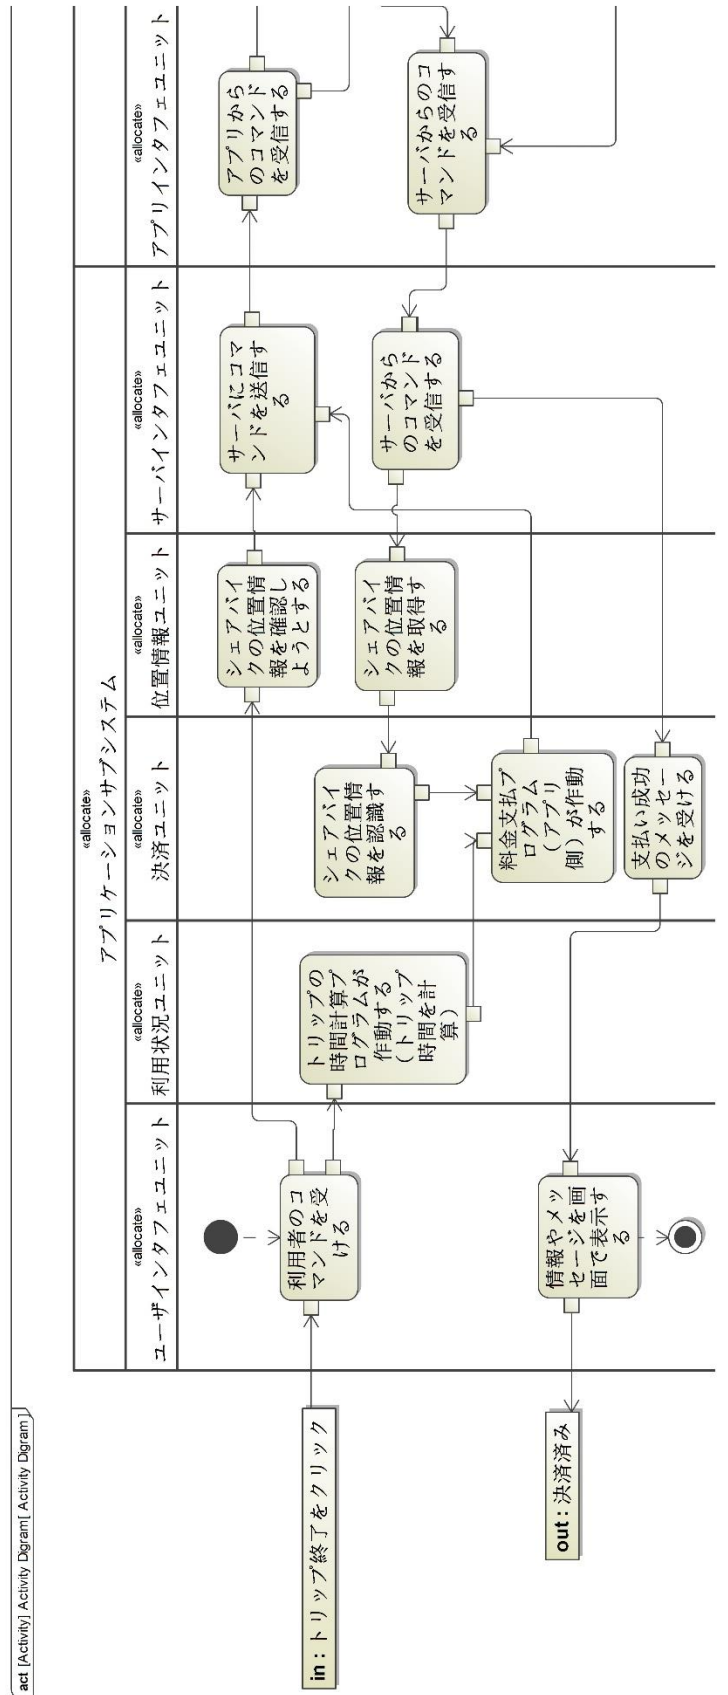 act [Activity] Activity Digram[ Activity Digram ]
«allocate»
アプリケーションサブシステム
«allocate»
ユーザインタフェユニット
«allocate»
利用状況ユニット
«allocate»
決済ユニット
«allocate»
位置情報ユニット
«allocate»
サーバインタフェユニット
«allocate»
アプリインタフェユニット
in : トリップ終了をクリック
利用者のコ
マンドを受
ける
トリップの
時間計算プ
ログラムが
作動する
（トリップ
時間を計
算）
シェアバイ
クの位置情
報を確認し
ようとする
サーバにコマ
ンドを送信す
る
アプリから
のコマンド
を受信する
シェアバイ
クの位置情
報を認識す
る
シェアバイ
クの位置情
報を取得す
る
サーバから
のコマンド
を受信する
サーバからのコ
マンドを受信す
る
料金支払プ
ログラム
（アプリ
側）が作動
する
支払い成功
のメッセー
ジを受ける
情報やメッ
セージを画
面で表示す
る
out : 決済済み